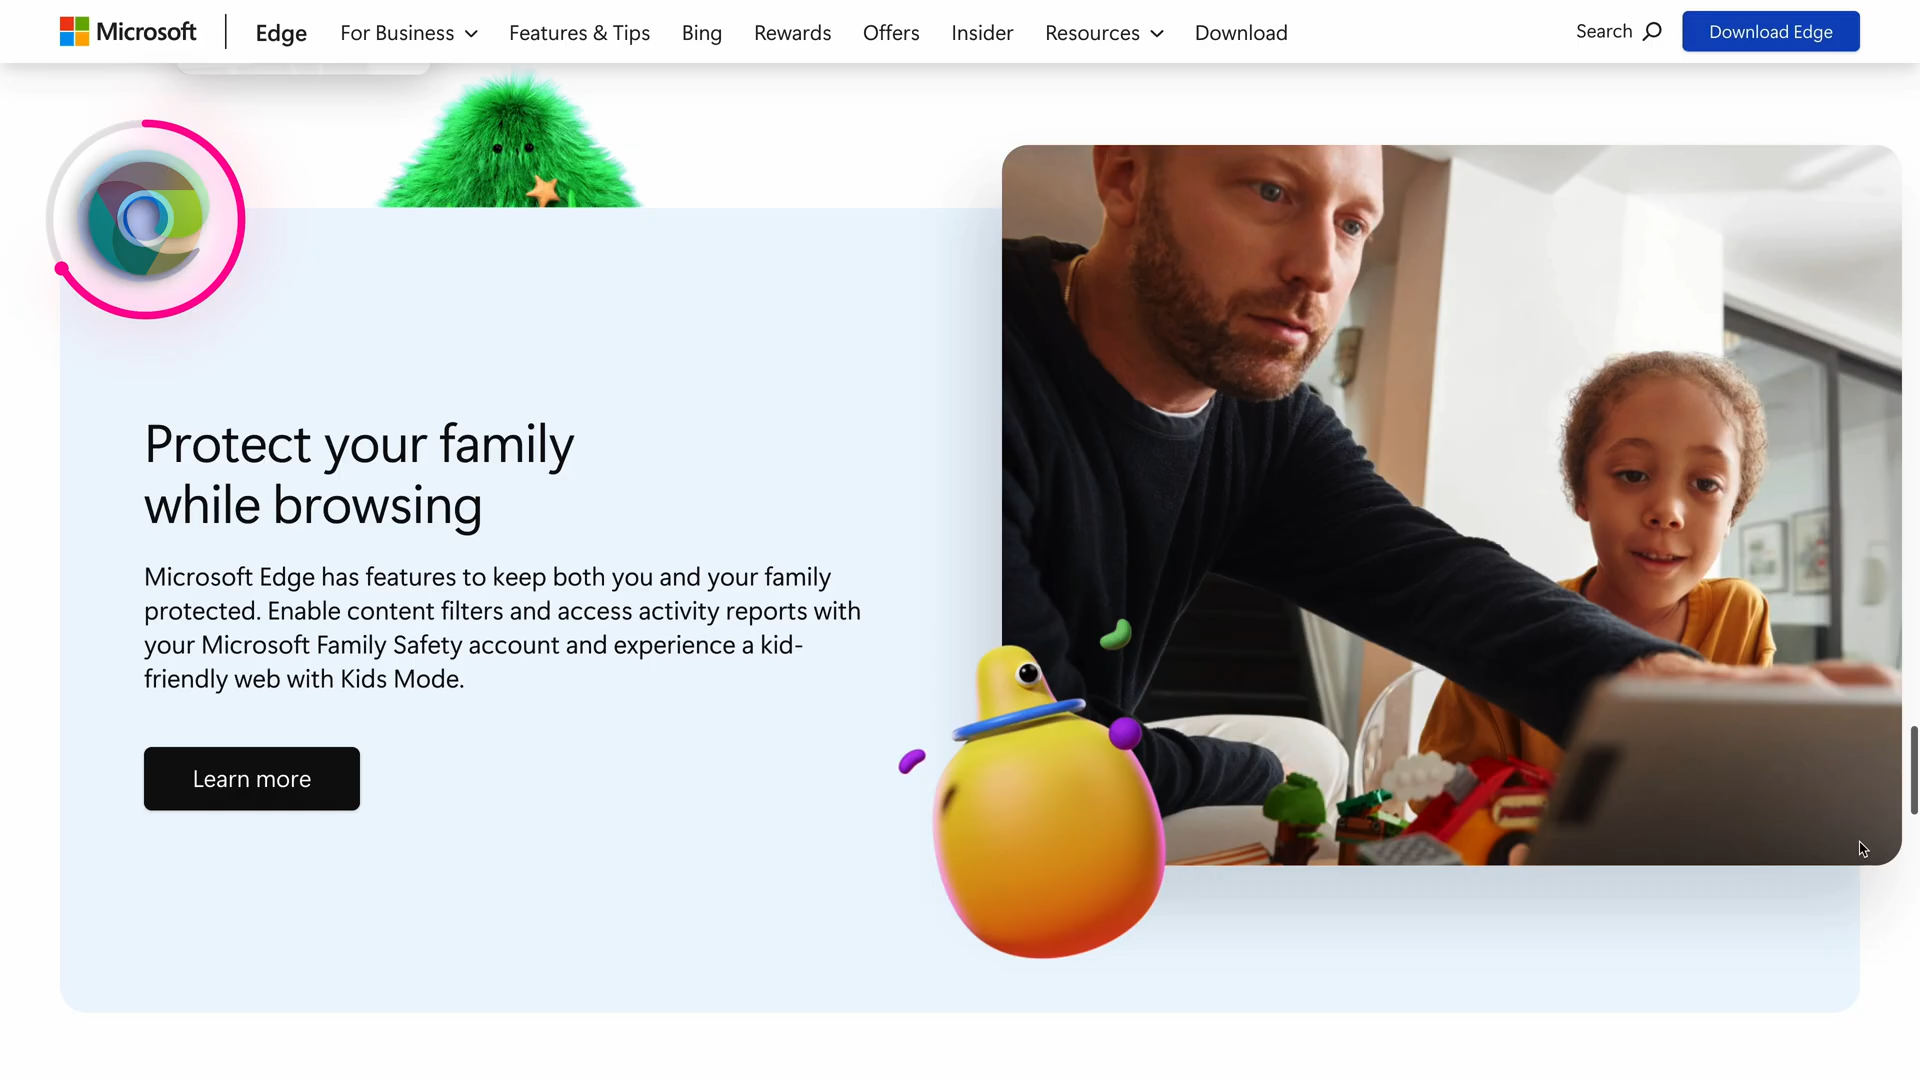 Microsoft
Edge
For Business
Features & Tips
Bing
Rewards
Offers
Insider
Resources
Download
Search
Download Edge
Protect your family
while browsing
Microsoft Edge has features to keep both you and your family
protected. Enable content filters and access activity reports with
your Microsoft Family Safety account and experience a kid-
friendly web with Kids Mode.
Learn more